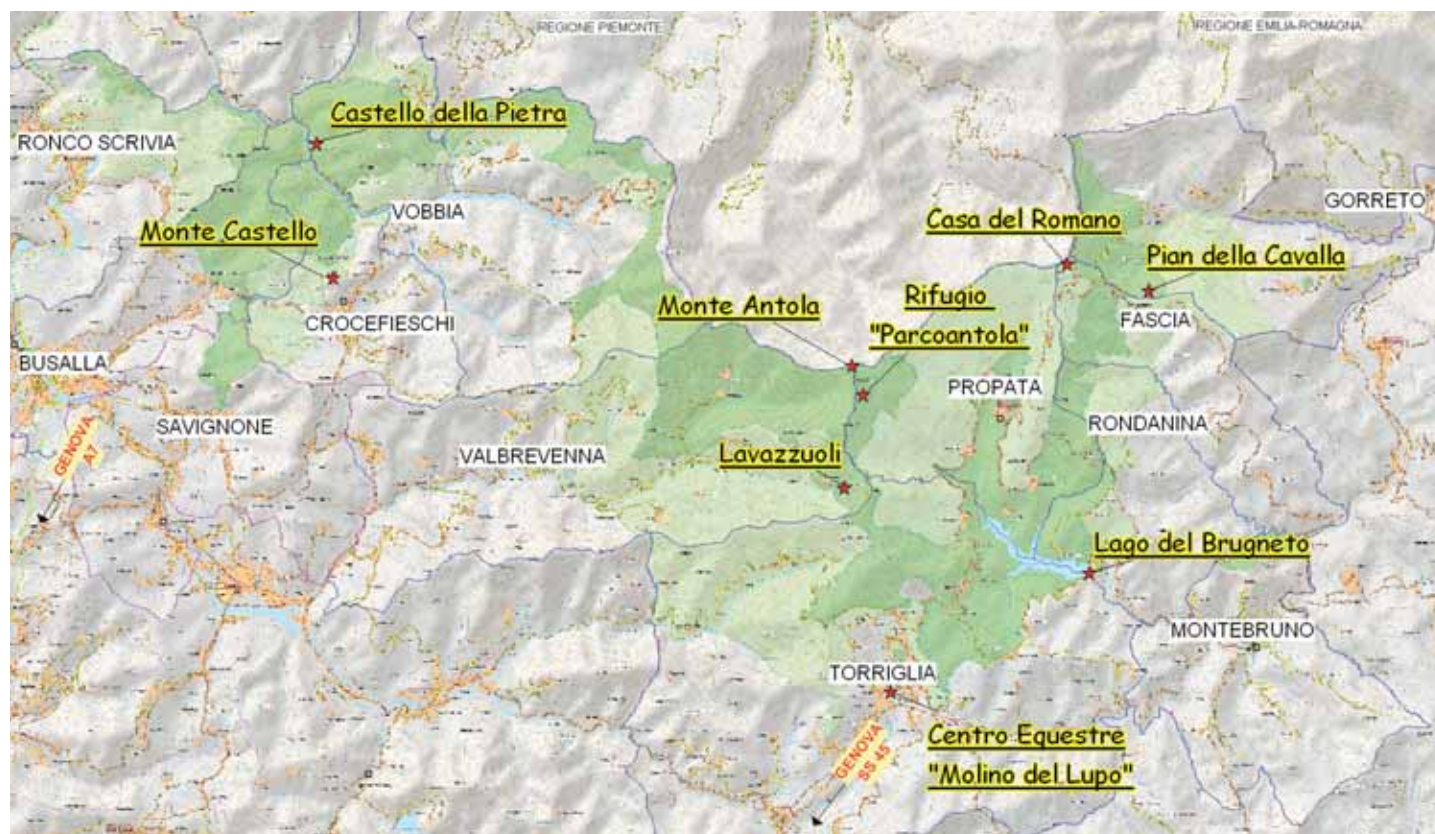 REGIONE PIEMONTE
REGIONE EMILIA-ROMAGNA
Castello della Pietra
RONCO SCRIVIA
GORRETO
VOBBIA
Monte Castello
Casa del Romano
Pian della Cavalla
Rifugio
"Parcoantola"
Monte Antola
CROCEFIESCHI
FASCIA
BUSALLA
PROPATA
SAVIGNONE
RONDANINA
GENOVA
A7
VALBREVENNA
Lavazzuoli
Lago del Brugneto
MONTEBRUNO
TORRIGLIA
GENOVA
SS 45
Centro Equestre
"Molino del Lupo"